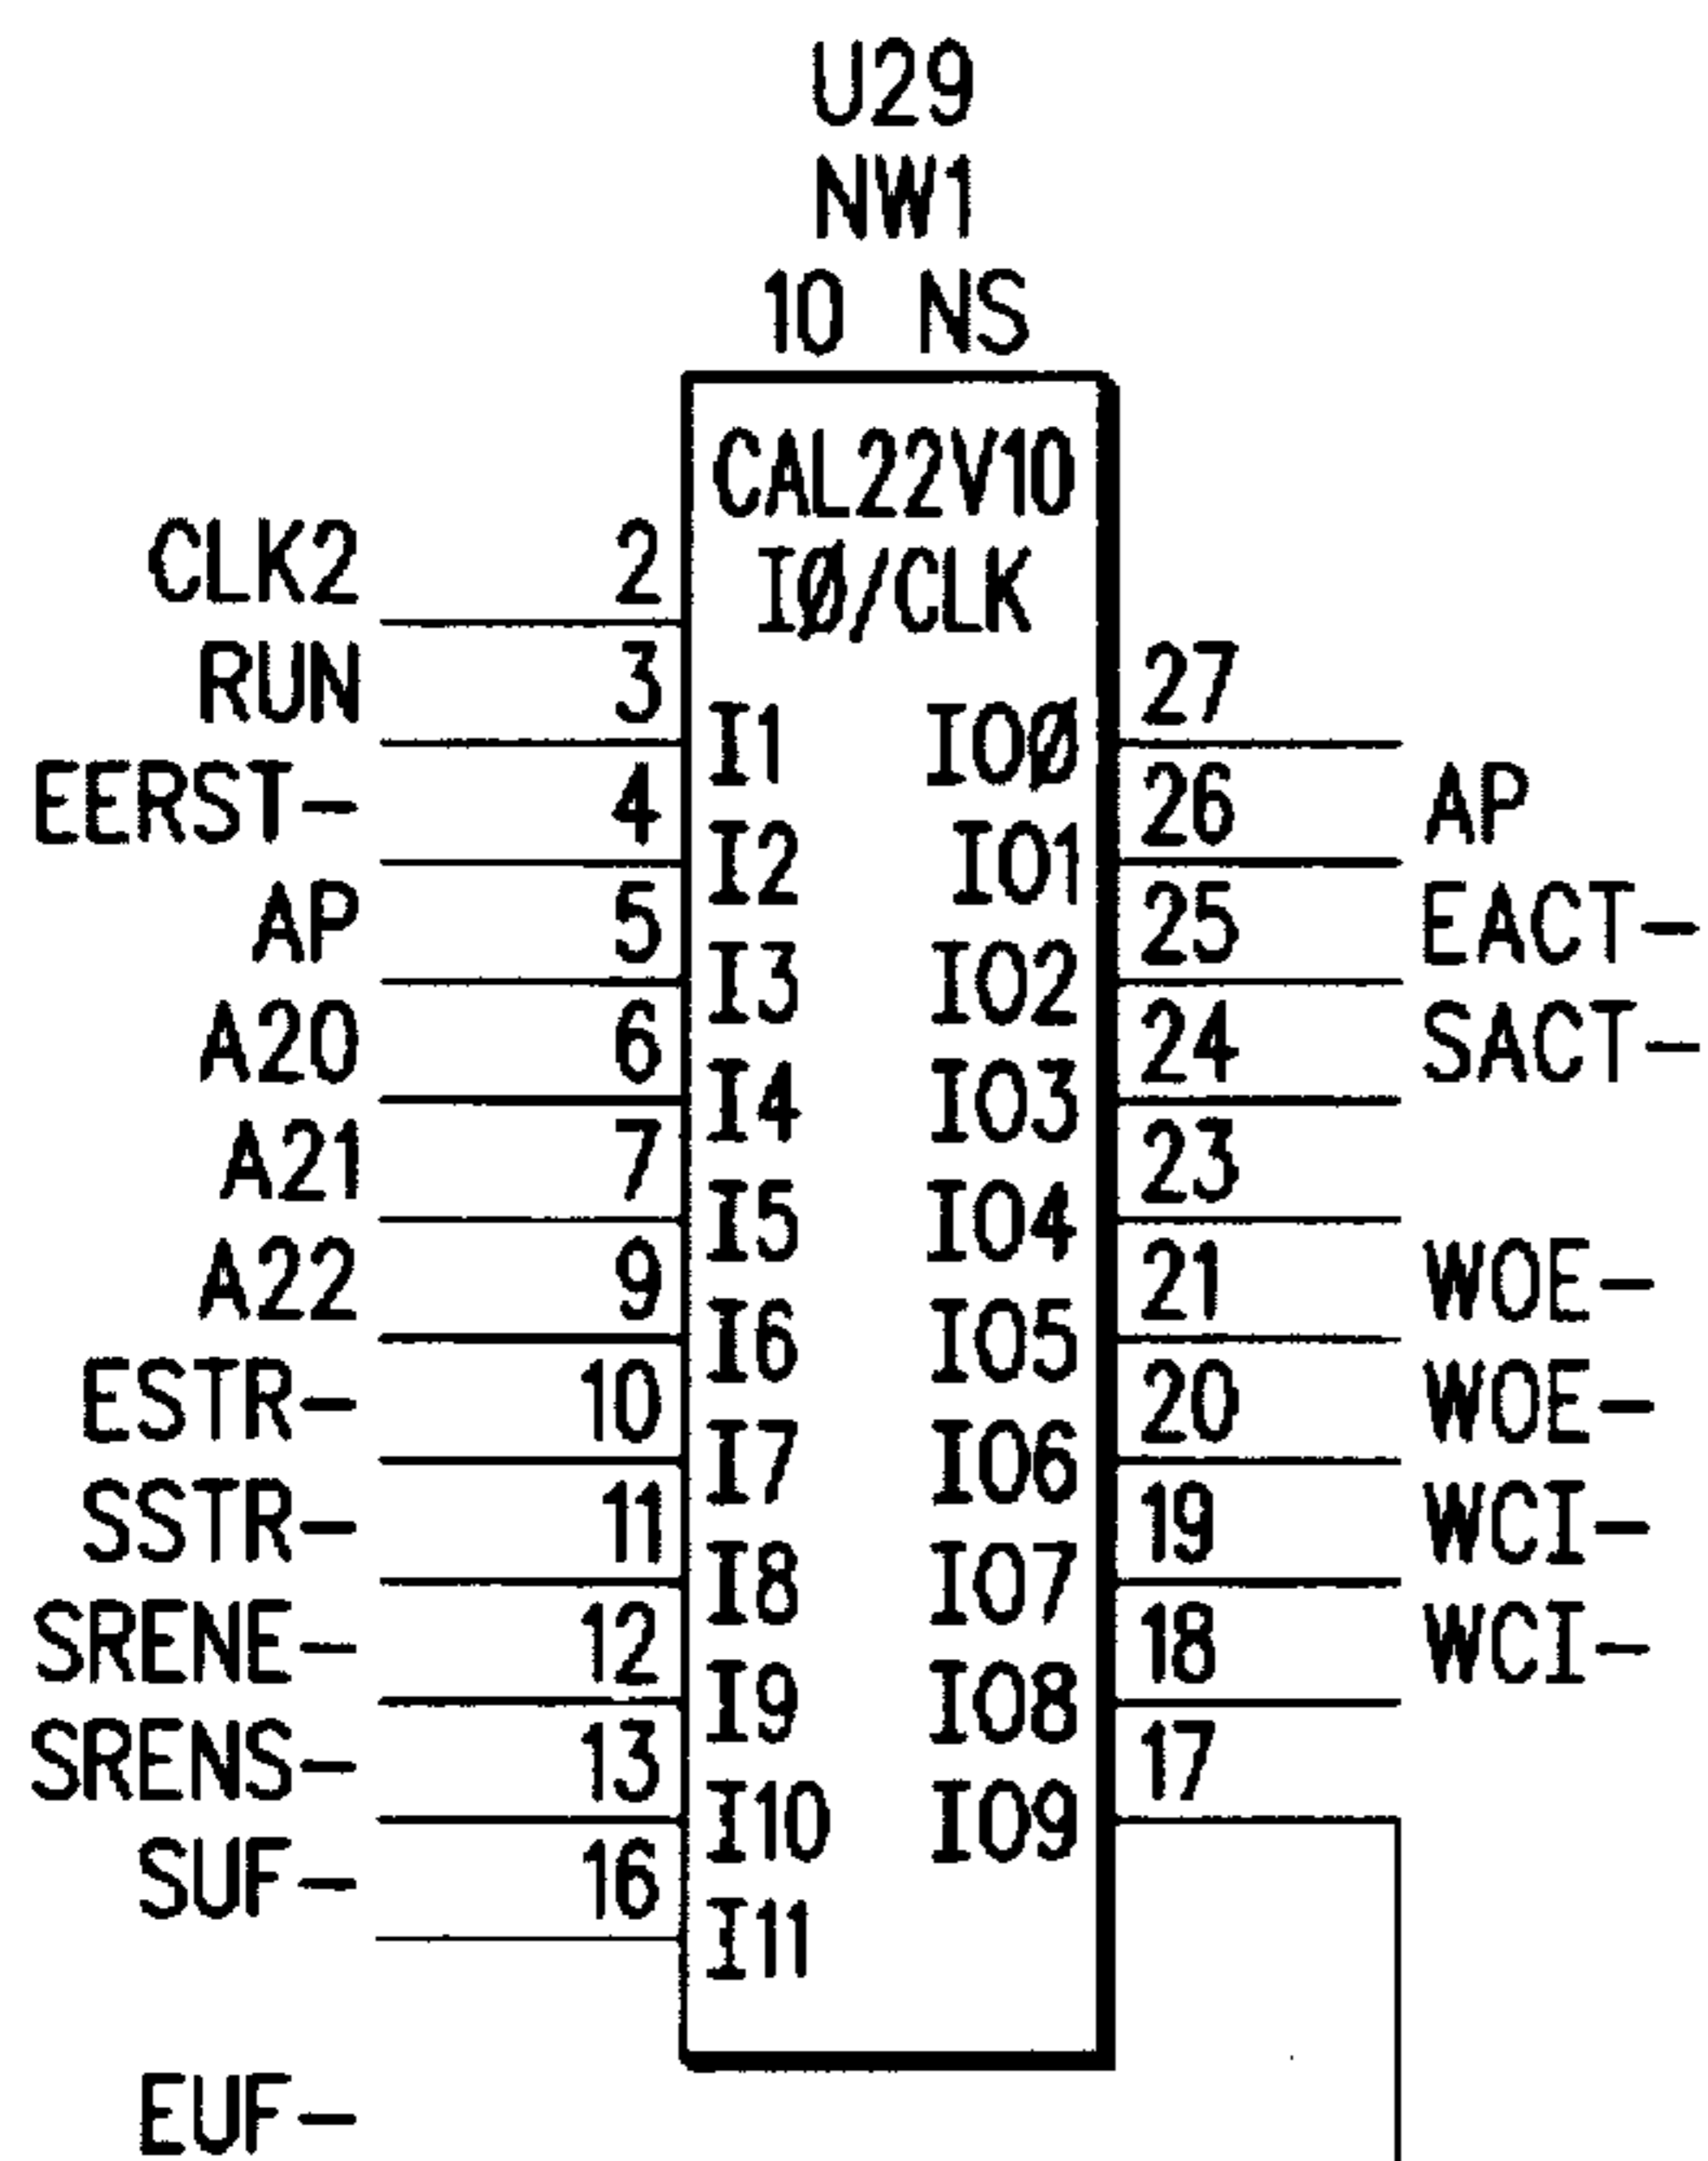 U29
NW1
10 NS
CAL22V10
CLK2 2 IØ/CLK
RUN 3 I1 IOØ 27
EERST- 4 I2 IO1 26 AP
AP 5 I3 IO2 25 EACT-
A20 6 I4 IO3 24 SACT-
A21 7 I5 IO4 23
A22 9 I6 IO5 21 WOE-
ESTR- 10 I7 IO6 20 WOE-
SSTR- 11 I8 IO7 19 WCI-
SRENE- 12 I9 IO8 18 WCI-
SRENS- 13 I10 IO9 17
SUF- 16 I11
EUF-